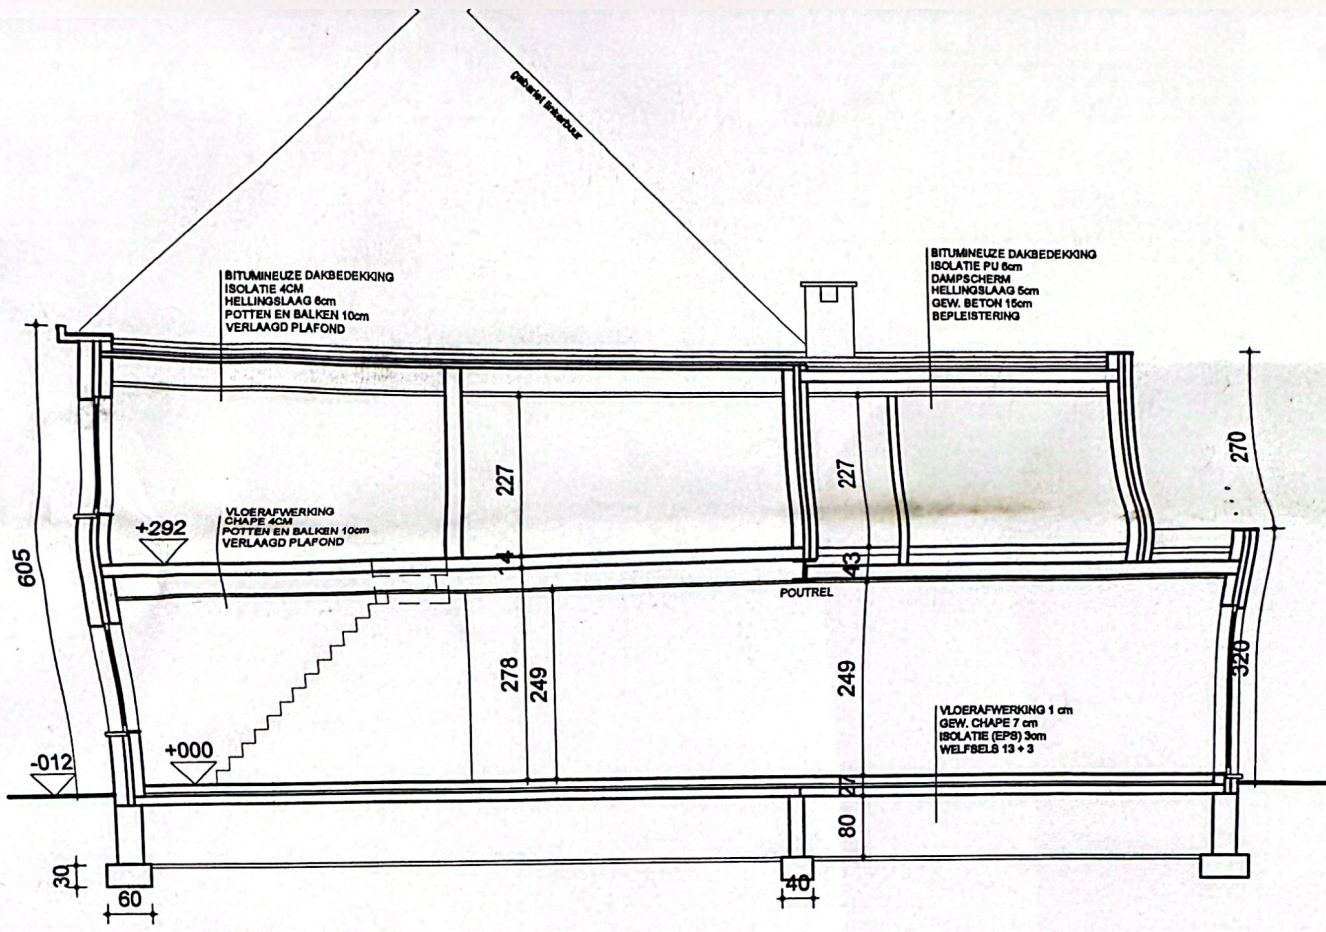 gabariet linkerbuur
BITUMINEUZE DAKBEDEKKING
ISOLATIE 4CM
HELLINGSLAAG 6cm
POTTEN EN BALKEN 10cm
VERLAAGD PLAFOND
BITUMINEUZE DAKBEDEKKING
ISOLATIE PU 6cm
DAMPSCHERM
HELLINGSLAAG 5cm
GEW. BETON 15cm
BEPLEISTERING
270
227
227
VLOERAFWERKING
CHAPE 4CM
POTTEN EN BALKEN 10cm
VERLAAGD PLAFOND
+292
605
14
43
POUTREL
320
278
249
249
VLOERAFWERKING 1 cm
GEW. CHAPE 7 cm
ISOLATIE (EPS) 3cm
WELFSELS 13 + 3
+000
-012
27
80
30
60
40